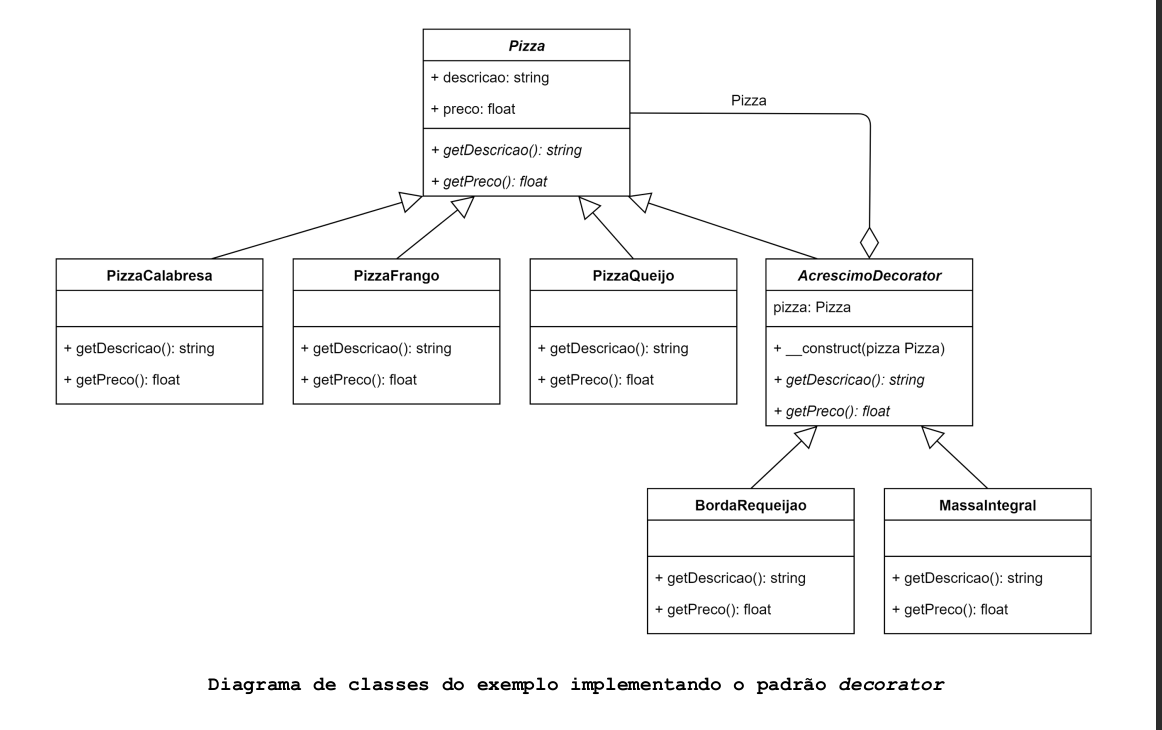 Pizza
+ descricao: string
+ preco: float
+ getDescricao(): string
+ getPreco(): float
Pizza
PizzaCalabresa
+ getDescricao(): string
+ getPreco(): float
PizzaFrango
+ getDescricao(): string
+ getPreco(): float
PizzaQueijo
+ getDescricao(): string
+ getPreco(): float
AcrescimoDecorator
pizza: Pizza
+ __construct(pizza Pizza)
+ getDescricao(): string
+ getPreco(): float
BordaRequeijao
+ getDescricao(): string
+ getPreco(): float
MassaIntegral
+ getDescricao(): string
+ getPreco(): float
Diagrama de classes do exemplo implementando o padrão decorator